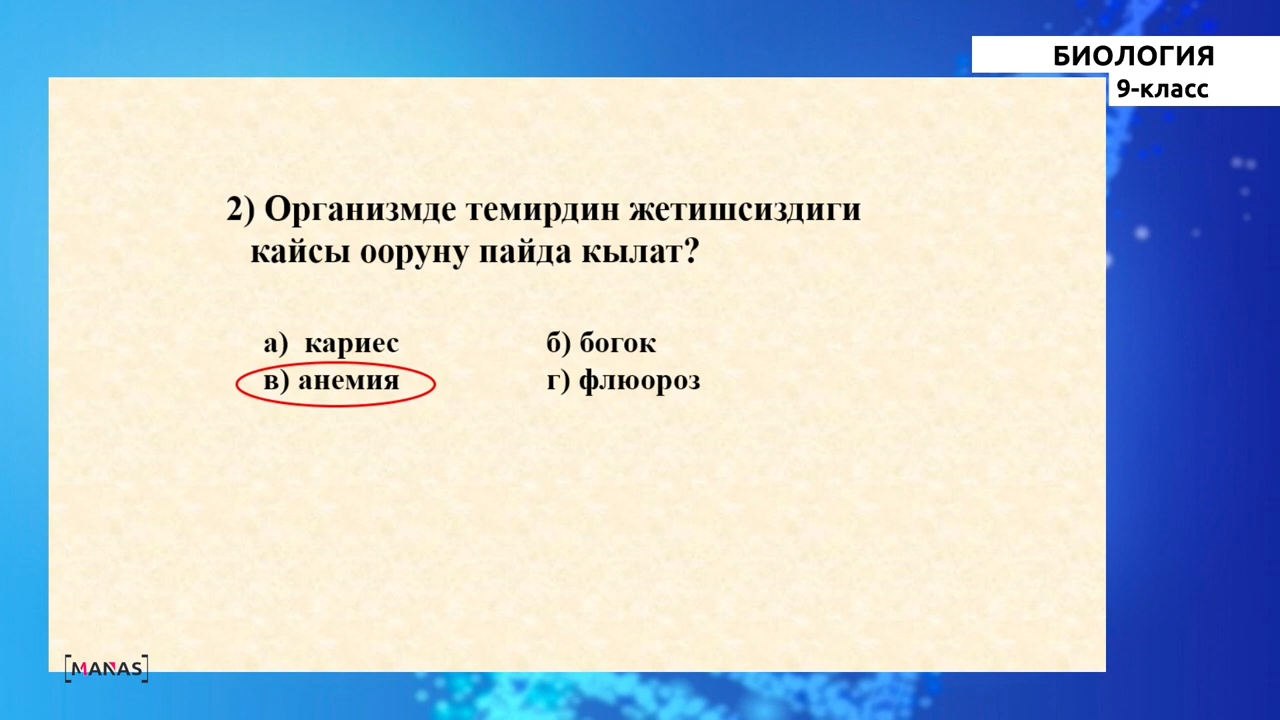 БИОЛОГИЯ
9-класс
2) Организмде темирдин жетишсиздиги
кайсы ооруну пайда кылат?
а) кариес
б) богок
в) анемия
г) флюороз
[MANAS]